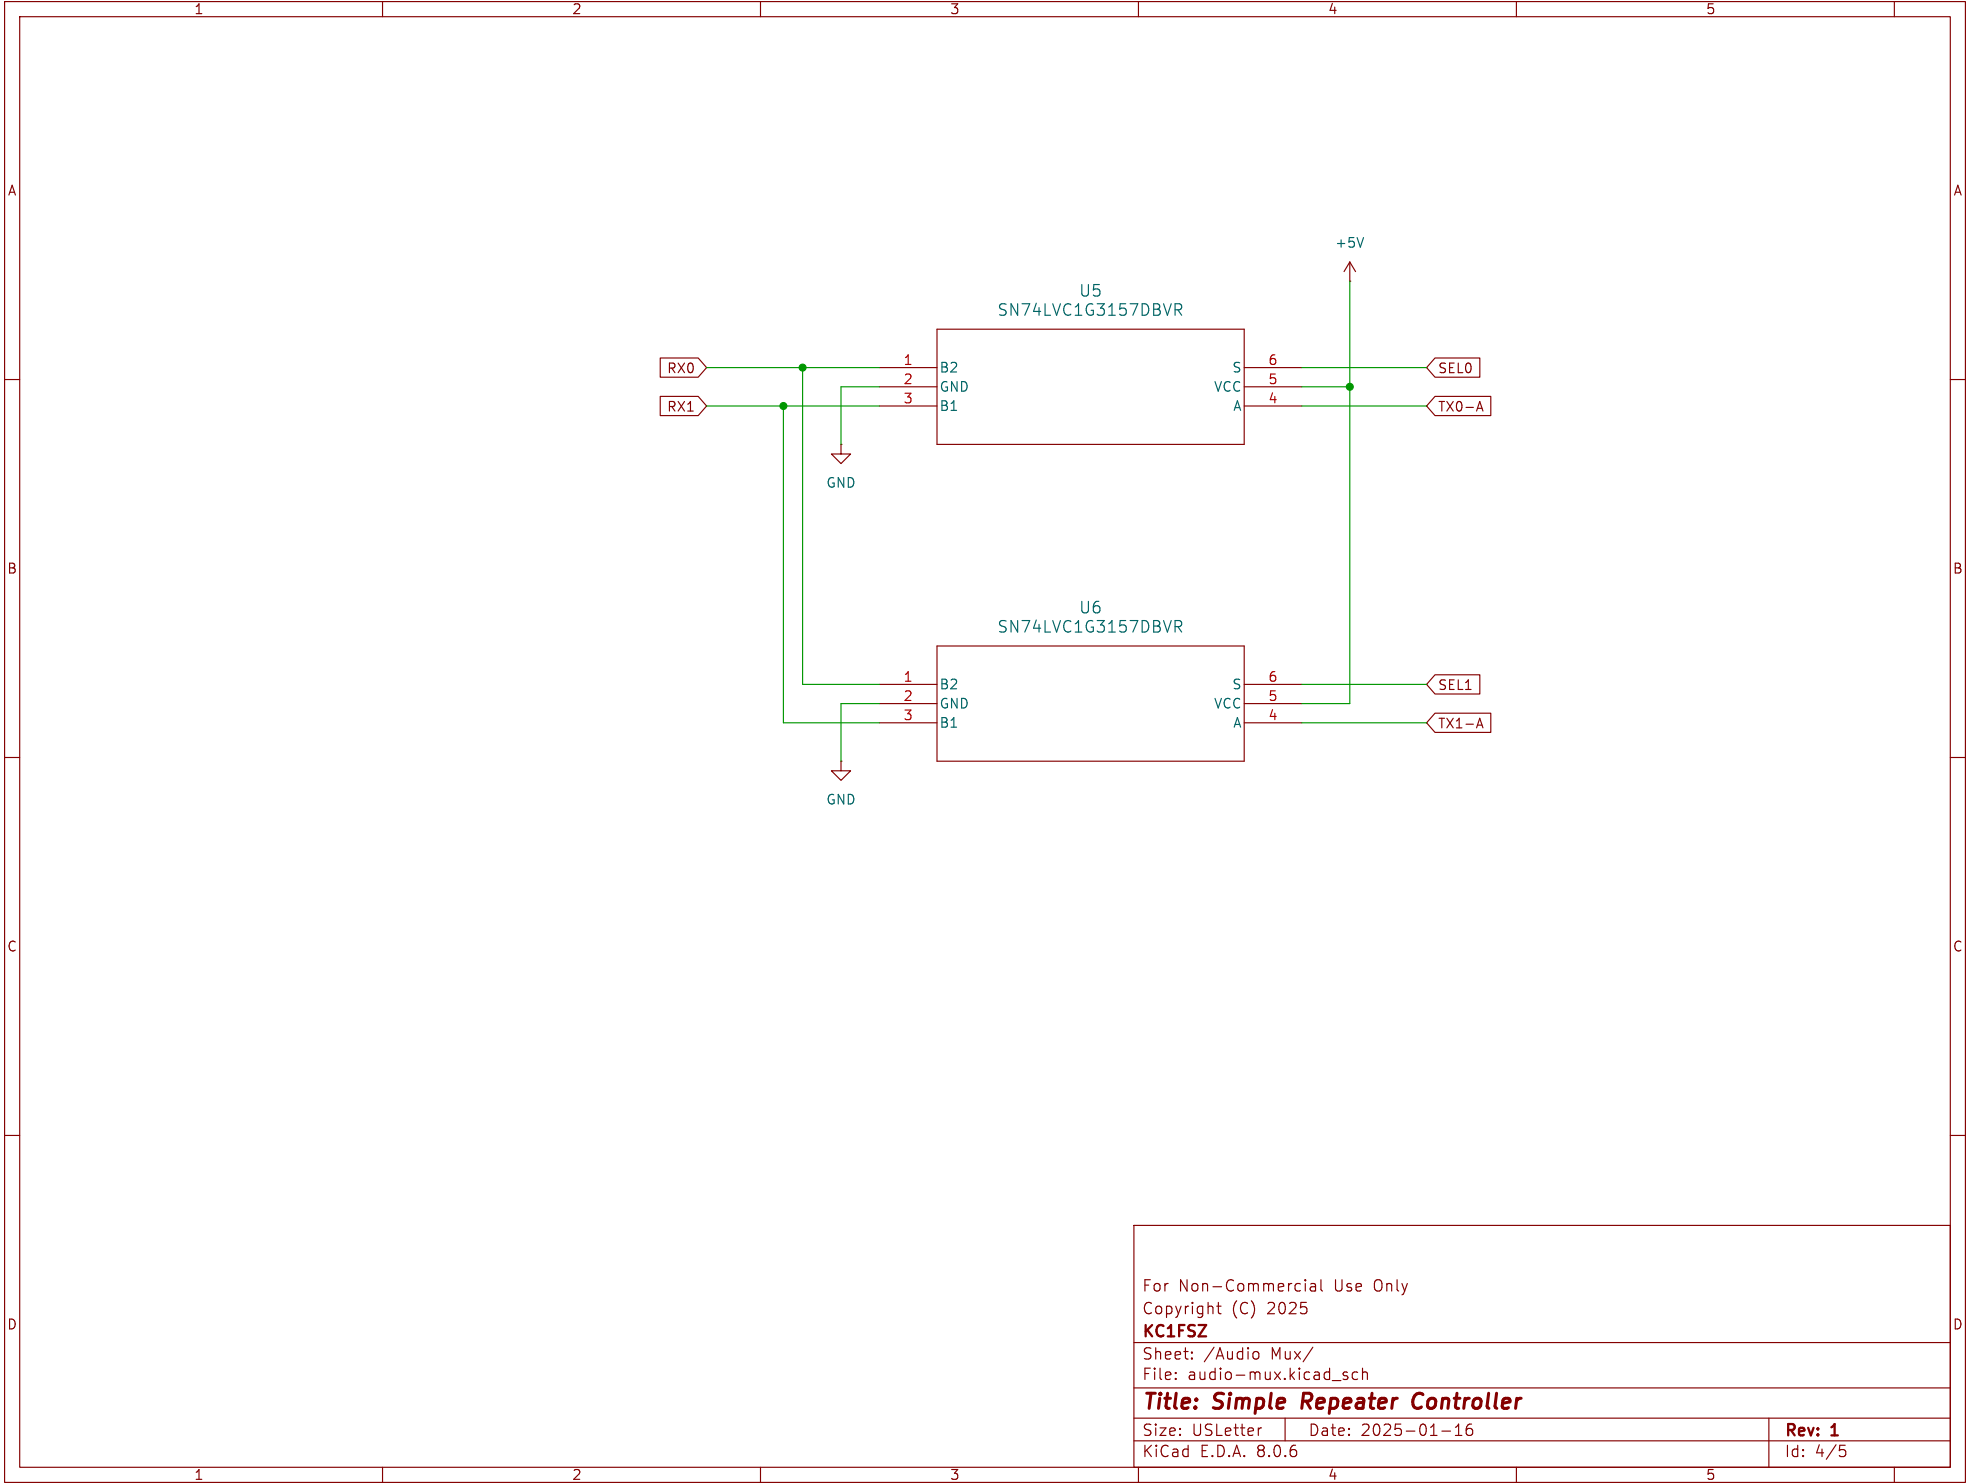 1 2 3 4 5
A A
+5V
U5
SN74LVC1G3157DBVR
RX0 1 B2 S 6 SEL0
2 GND VCC 5
RX1 3 B1 A 4 TX0-A
GND
B B
U6
SN74LVC1G3157DBVR
1 B2 S 6 SEL1
2 GND VCC 5
3 B1 A 4 TX1-A
GND
C C
For Non-Commercial Use Only
Copyright (C) 2025
D KC1FSZ D
Sheet: /Audio Mux/
File: audio-mux.kicad_sch
Title: Simple Repeater Controller
Size: USLetter Date: 2025-01-16 Rev: 1
KiCad E.D.A. 8.0.6 Id: 4/5
1 2 3 4 5